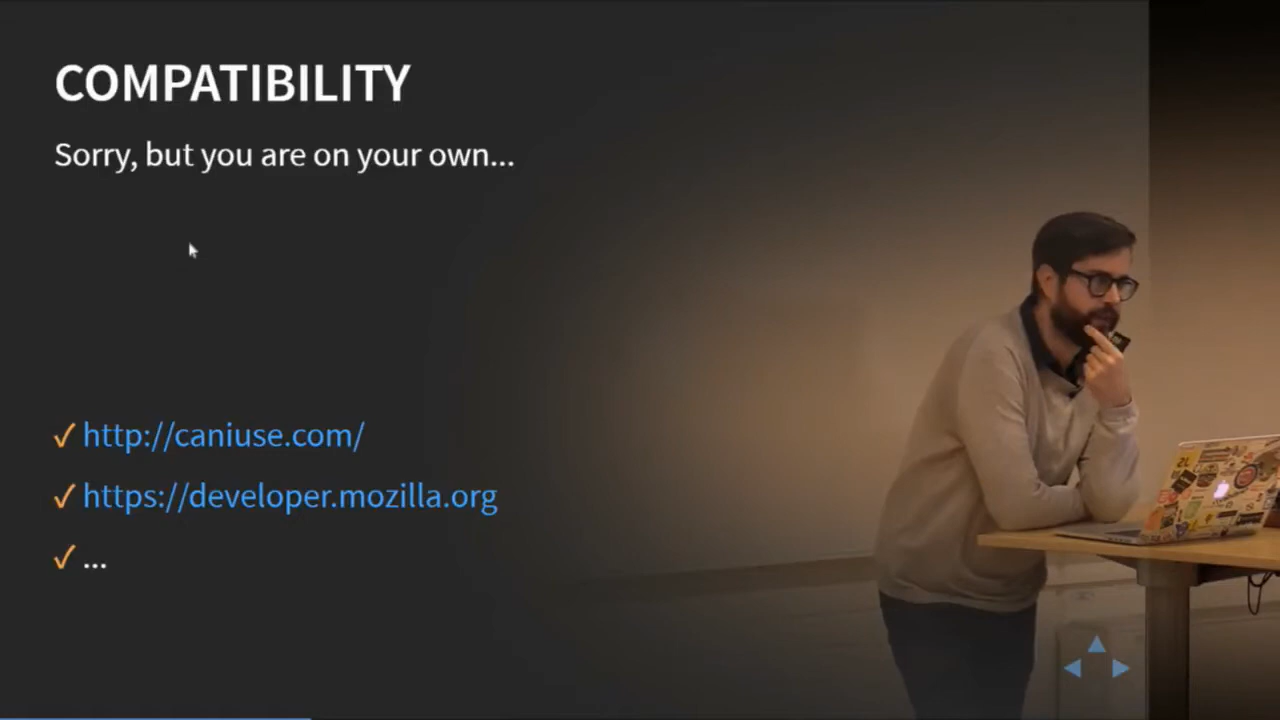 COMPATIBILITY
Sorry, but you are on your own...
✓ http://caniuse.com/
✓ https://developer.mozilla.org
✓ ...